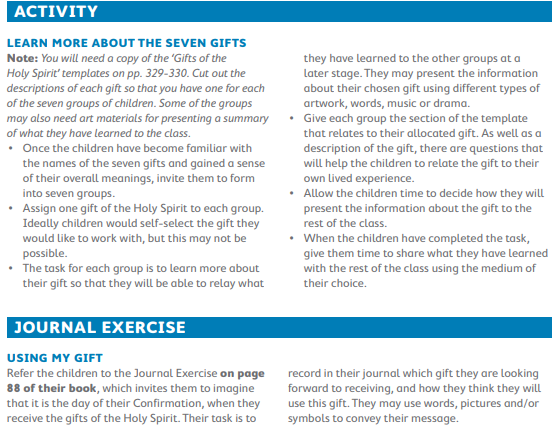 ACTIVITY
LEARN MORE ABOUT THE SEVEN GIFTS
Note: You will need a copy of the ‘Gifts of the
Holy Spirit’ templates on pp. 329–330. Cut out the
descriptions of each gift so that you have one for each
of the seven groups of children. Some of the groups
may also need art materials for presenting a summary
of what they have learned to the class.
• Once the children have become familiar with
the names of the seven gifts and gained a sense
of their overall meanings, invite them to form
into seven groups.
• Assign one gift of the Holy Spirit to each group.
Ideally children would self-select the gift they
would like to work with, but this may not be
possible.
• The task for each group is to learn more about
their gift so that they will be able to relay what
they have learned to the other groups at a
later stage. They may present the information
about their chosen gift using different types of
artwork, words, music or drama.
• Give each group the section of the template
that relates to their allocated gift. As well as a
description of the gift, there are questions that
will help the children to relate the gift to their
own lived experience.
• Allow the children time to decide how they will
present the information about the gift to the
rest of the class.
• When the children have completed the task,
give them time to share what they have learned
with the rest of the class using the medium of
their choice.
JOURNAL EXERCISE
USING MY GIFT
Refer the children to the Journal Exercise on page
88 of their book, which invites them to imagine
that it is the day of their Confirmation, when they
receive the gifts of the Holy Spirit. Their task is to
record in their journal which gift they are looking
forward to receiving, and how they think they will
use this gift. They may use words, pictures and/or
symbols to convey their message.